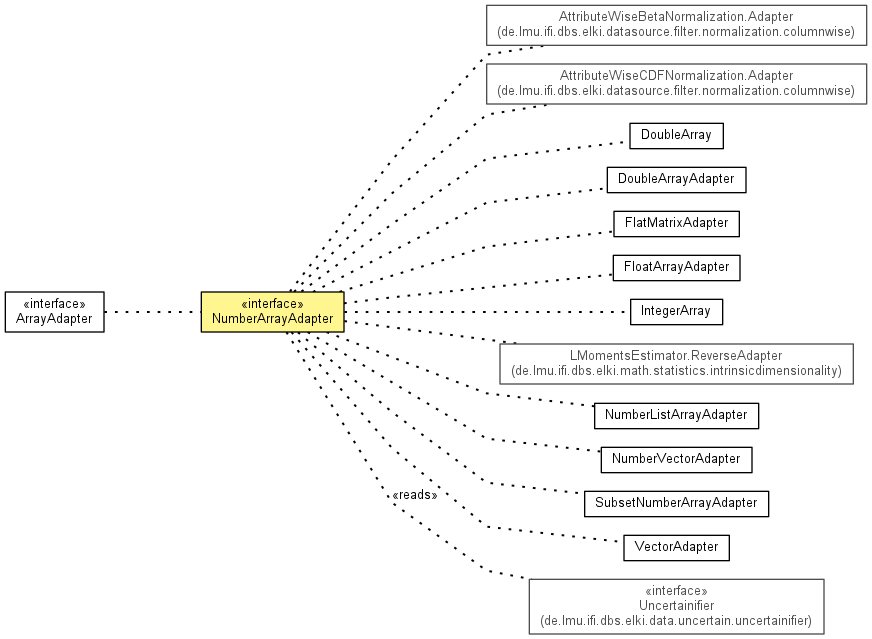 AttributeWiseBetaNormalization.Adapter
(de.lmu.ifi.dbs.elki.datasource.filter.normalization.columnwise)
AttributeWiseCDFNormalization.Adapter
(de.lmu.ifi.dbs.elki.datasource.filter.normalization.columnwise)
DoubleArray
DoubleArrayAdapter
FlatMatrixAdapter
FloatArrayAdapter
«interface»
ArrayAdapter
«interface»
NumberArrayAdapter
IntegerArray
LMomentsEstimator.ReverseAdapter
(de.lmu.ifi.dbs.elki.math.statistics.intrinsicdimensionality)
NumberListArrayAdapter
NumberVectorAdapter
«reads»
SubsetNumberArrayAdapter
VectorAdapter
«interface»
Uncertainifier
(de.lmu.ifi.dbs.elki.data.uncertain.uncertainifier)